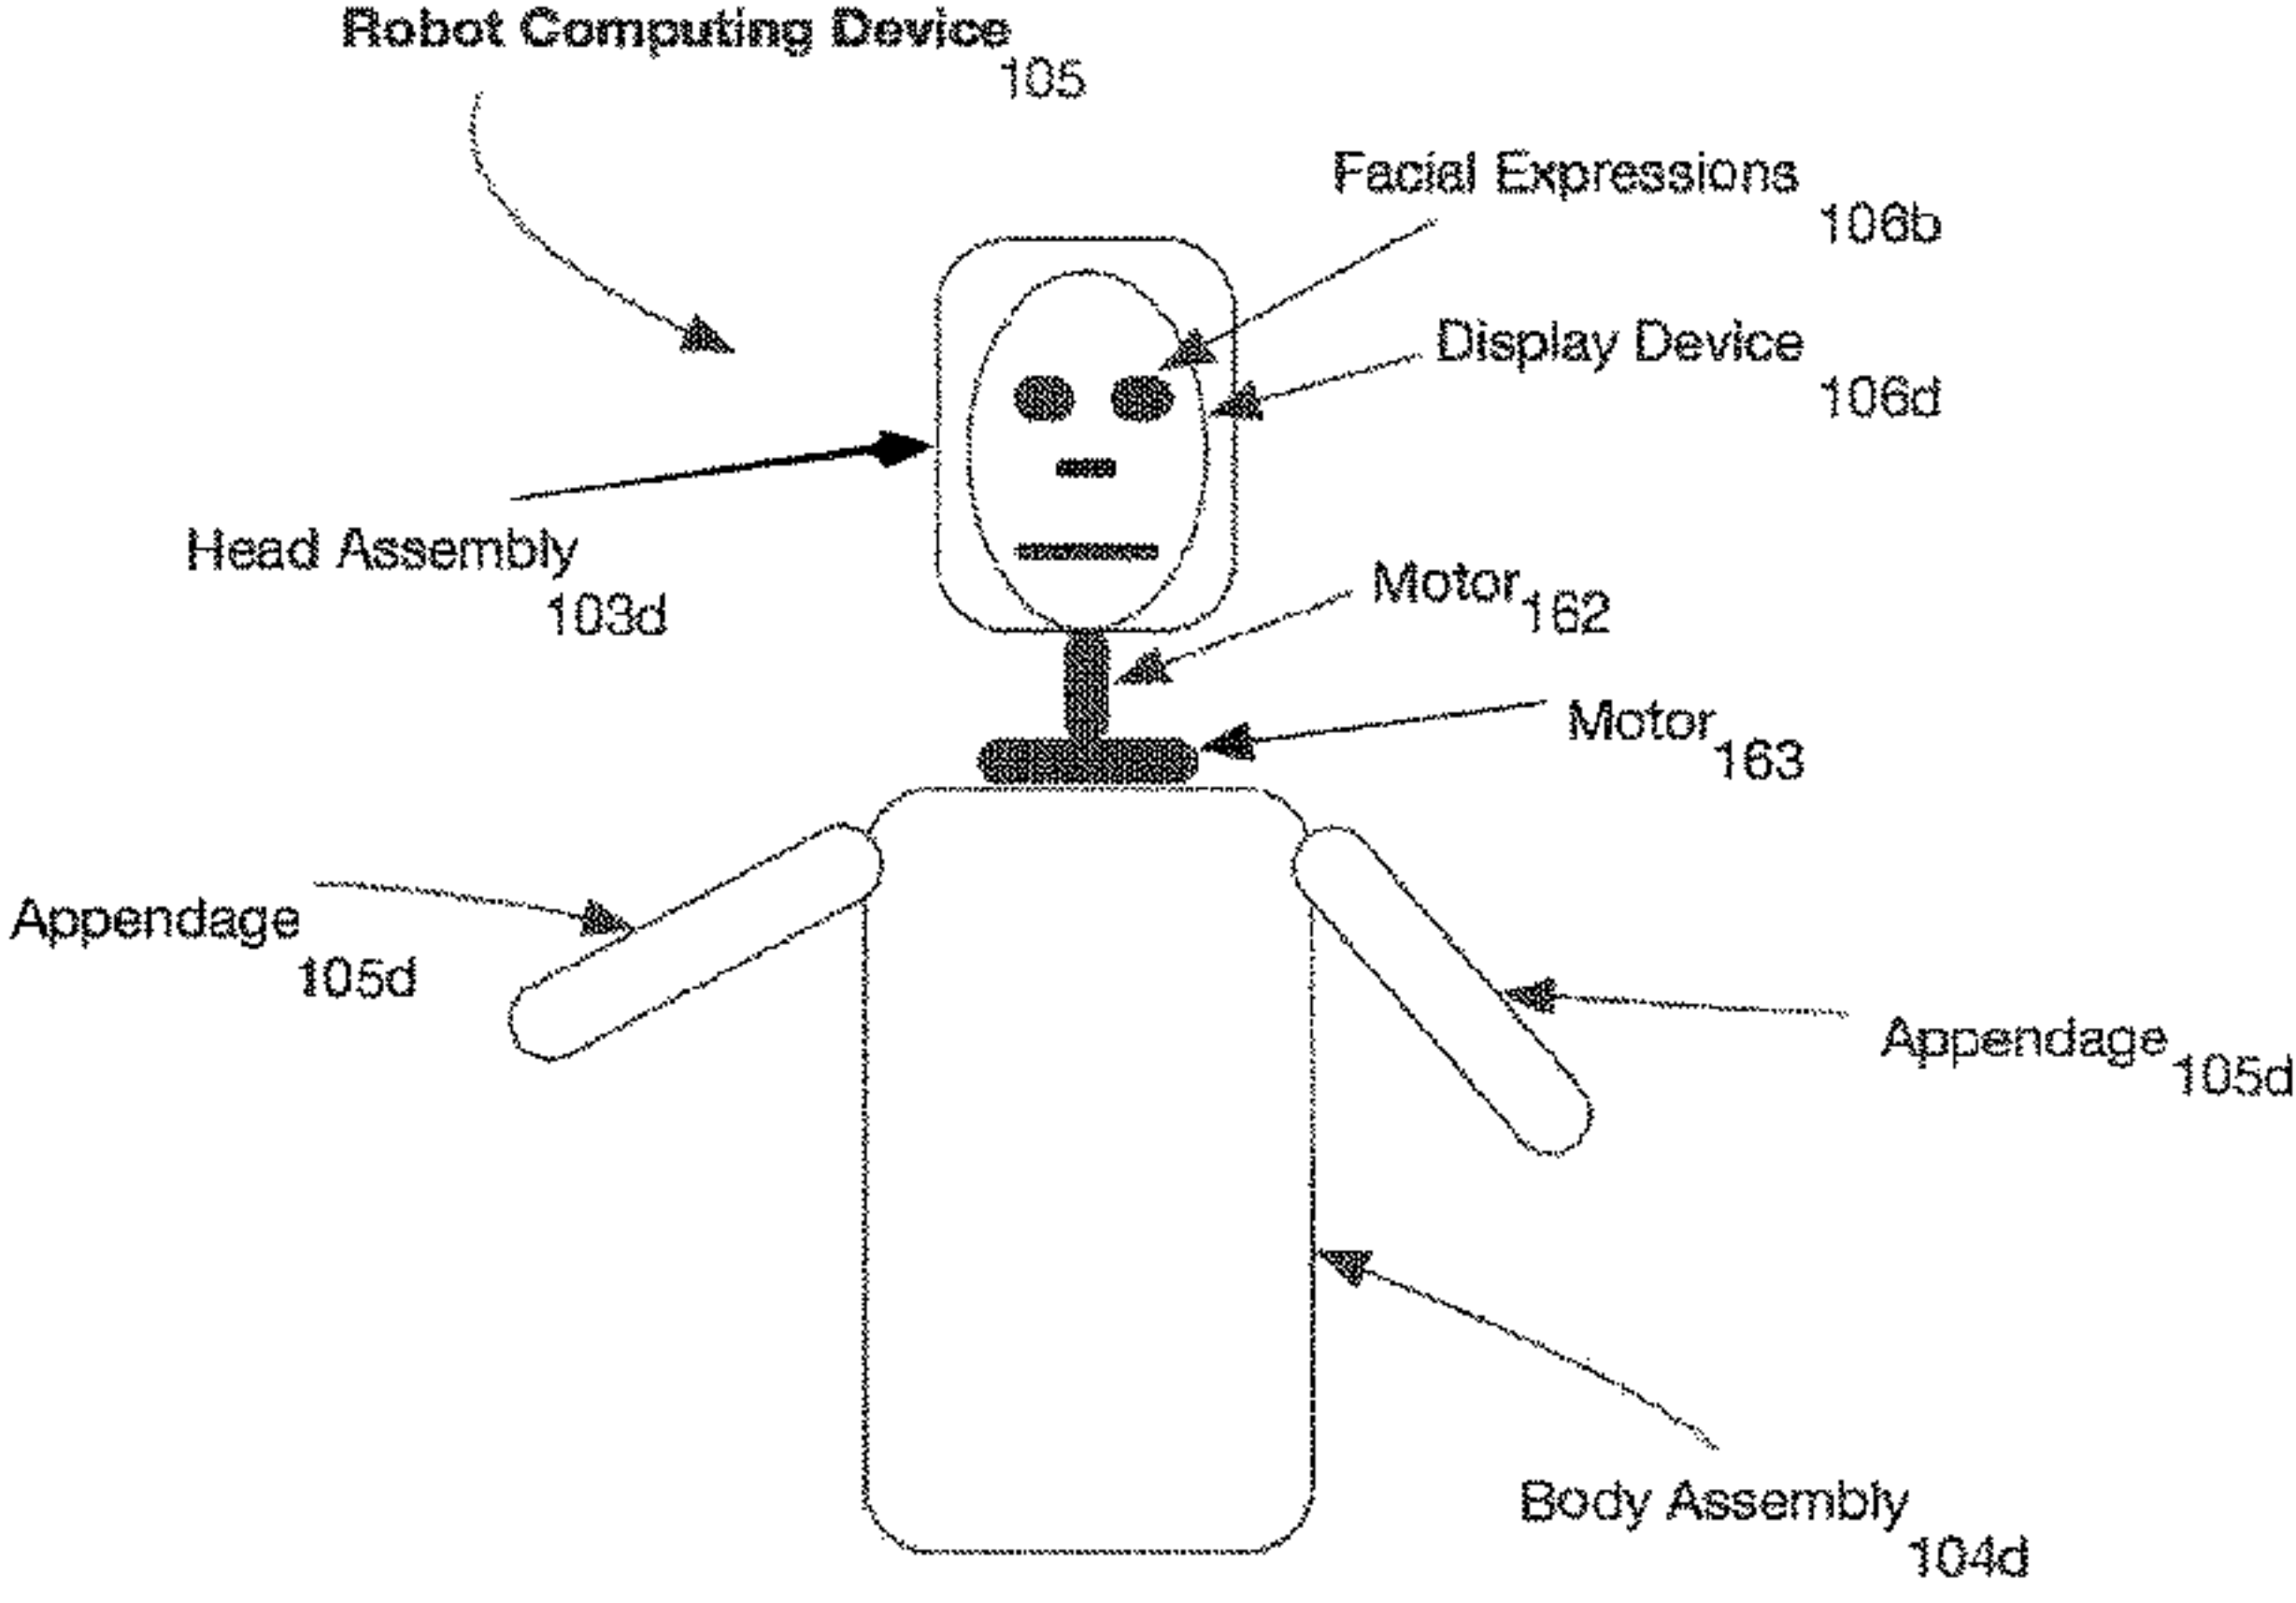 Robot Computing Device
105
Facial Expressions
106b
Display Device
106d
Head Assembly
103d
Motor
162
Motor
163
Appendage
105d
Appendage
105d
Body Assembly
104d